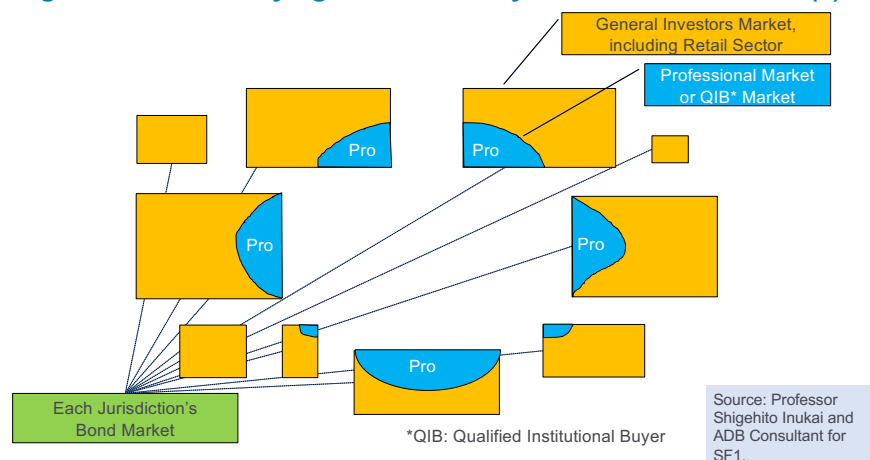 General Investors Market,
including Retail Sector
Professional Market
or QIB* Market
Pro
Pro
Pro
Pro
Pro
Each Jurisdiction's
Bond Market
*QIB: Qualified Institutional Buyer
Source: Professor
Shigehito Inukai and
ADB Consultant for
SF1.